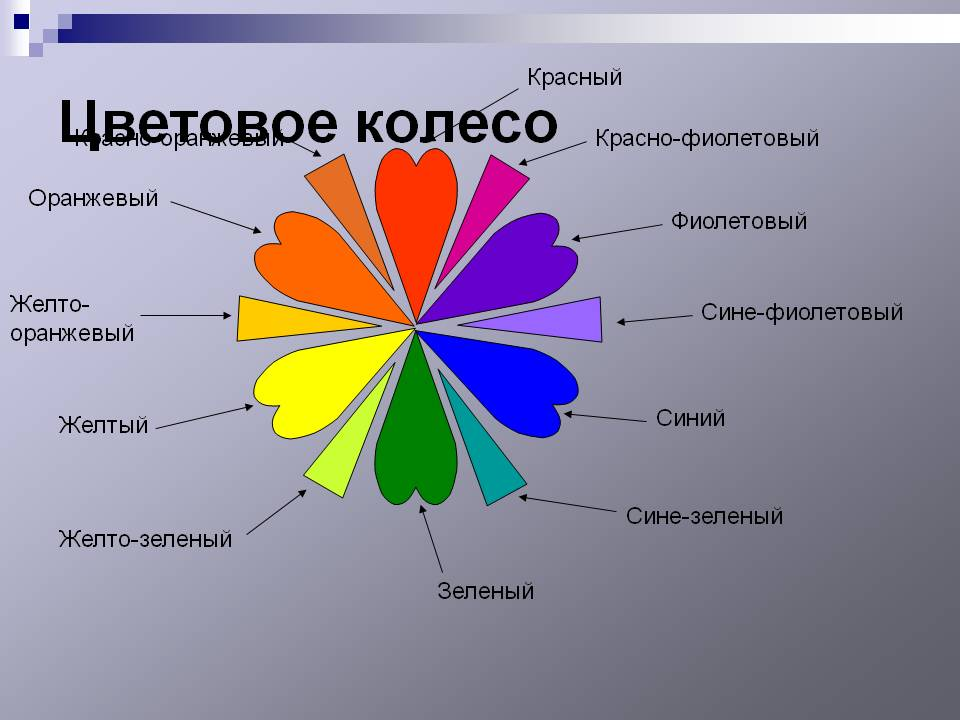 Красный
Цветовое колесо
Красно-оранжевый
Красно-фиолетовый
Оранжевый
Фиолетовый
Желто-
оранжевый
Сине-фиолетовый
Желтый
Синий
Сине-зеленый
Желто-зеленый
Зеленый